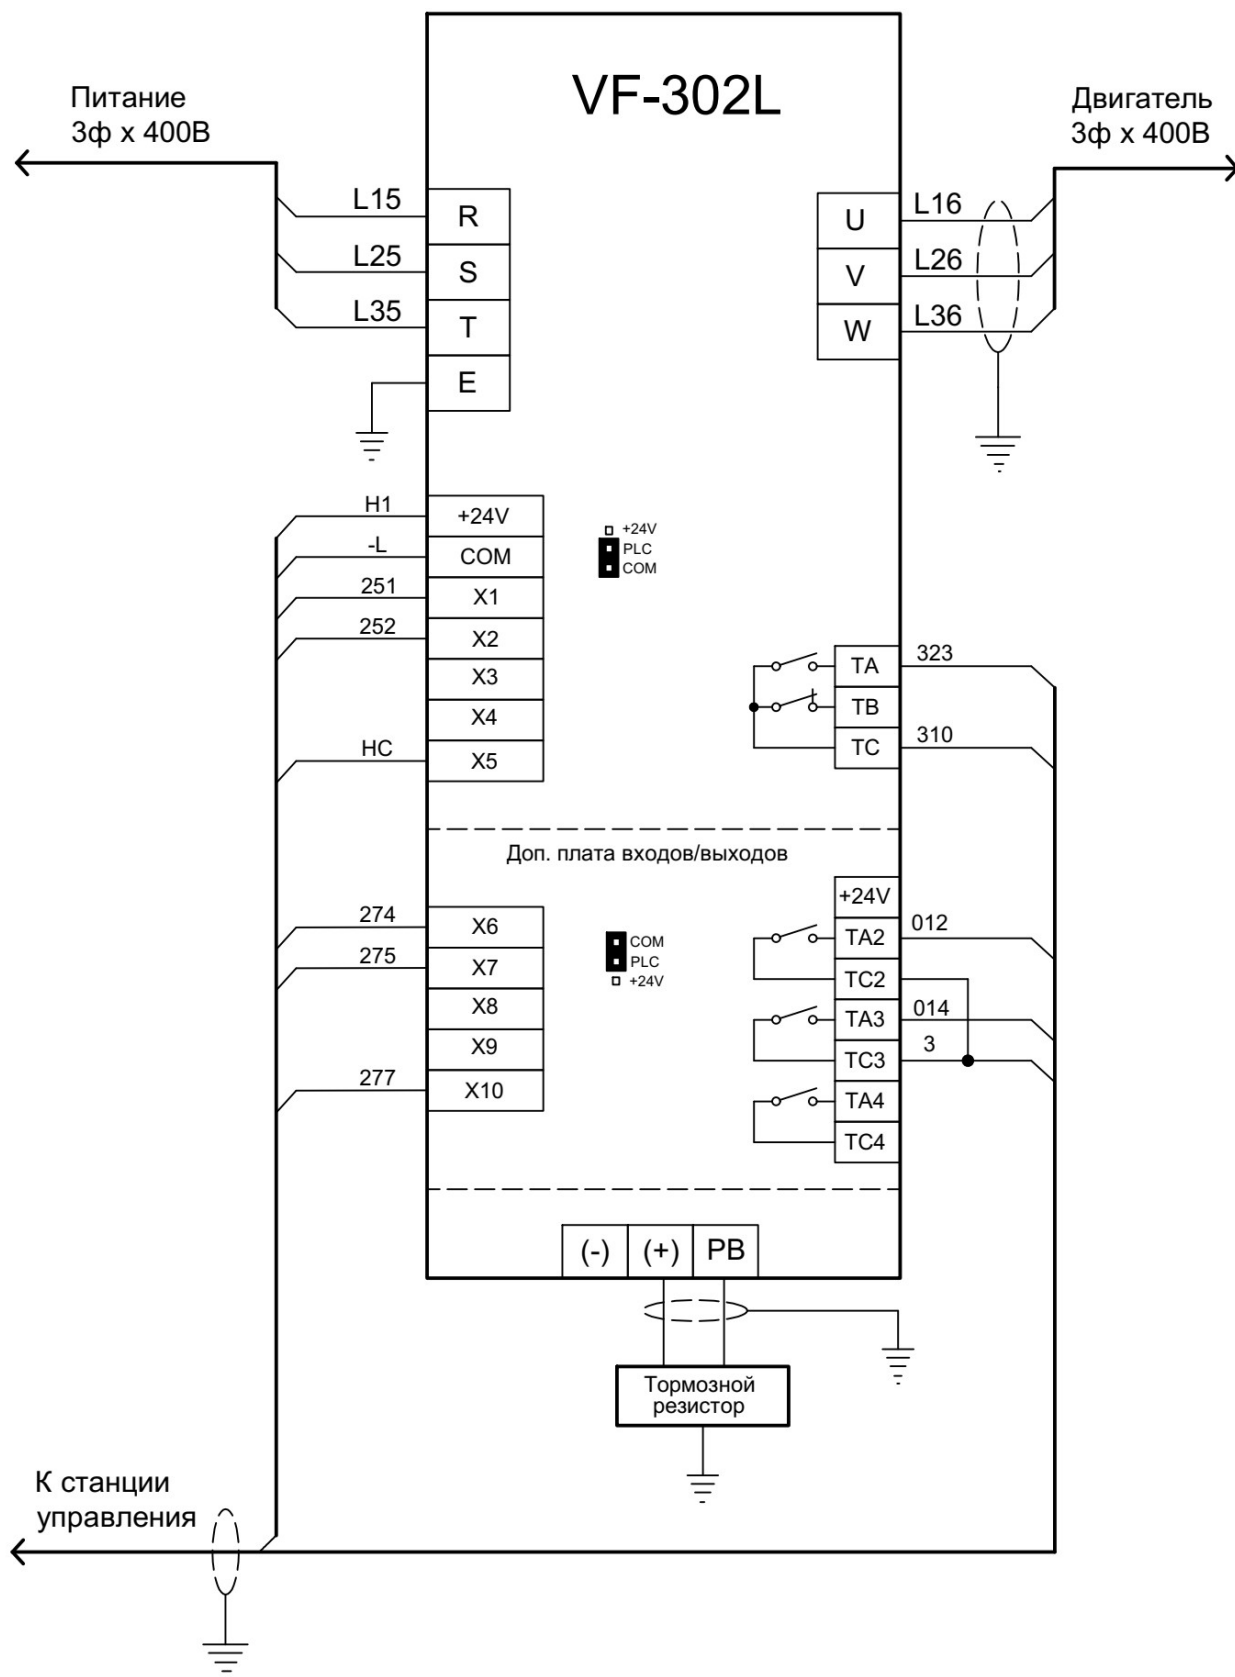 VF-302L
Питание
3ф x 400В
Двигатель
3ф x 400В
L15
R
L25
S
L35
T
E
U
L16
V
L26
W
L36
H1
+24V
-L
COM
251
X1
252
X2
X3
X4
HC
X5
+24V
PLC
COM
TA
323
TB
TC
310
Доп. плата входов/выходов
274
X6
275
X7
X8
X9
277
X10
COM
PLC
+24V
+24V
TA2
012
TC2
TA3
014
TC3
3
TA4
TC4
(-)
(+)
PB
Тормозной
резистор
К станции
управления